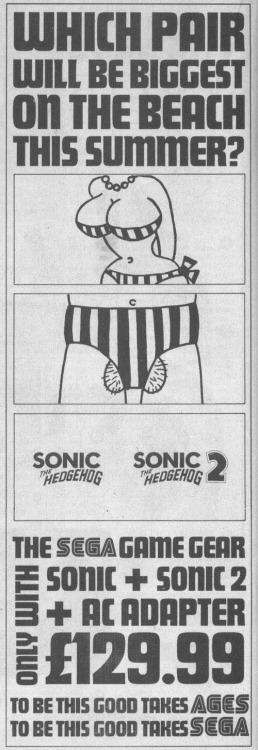 WHICH PAIR
WILL BE BIGGEST
ON THE BEACH
THIS SUMMER?
SONIC
THE HEDGEHOG
SONIC
THE HEDGEHOG 2
THE SEGA GAME GEAR
ONLY WITH
SONIC + SONIC 2
+ AC ADAPTER
£129.99
TO BE THIS GOOD TAKES AGES
TO BE THIS GOOD TAKES SEGA